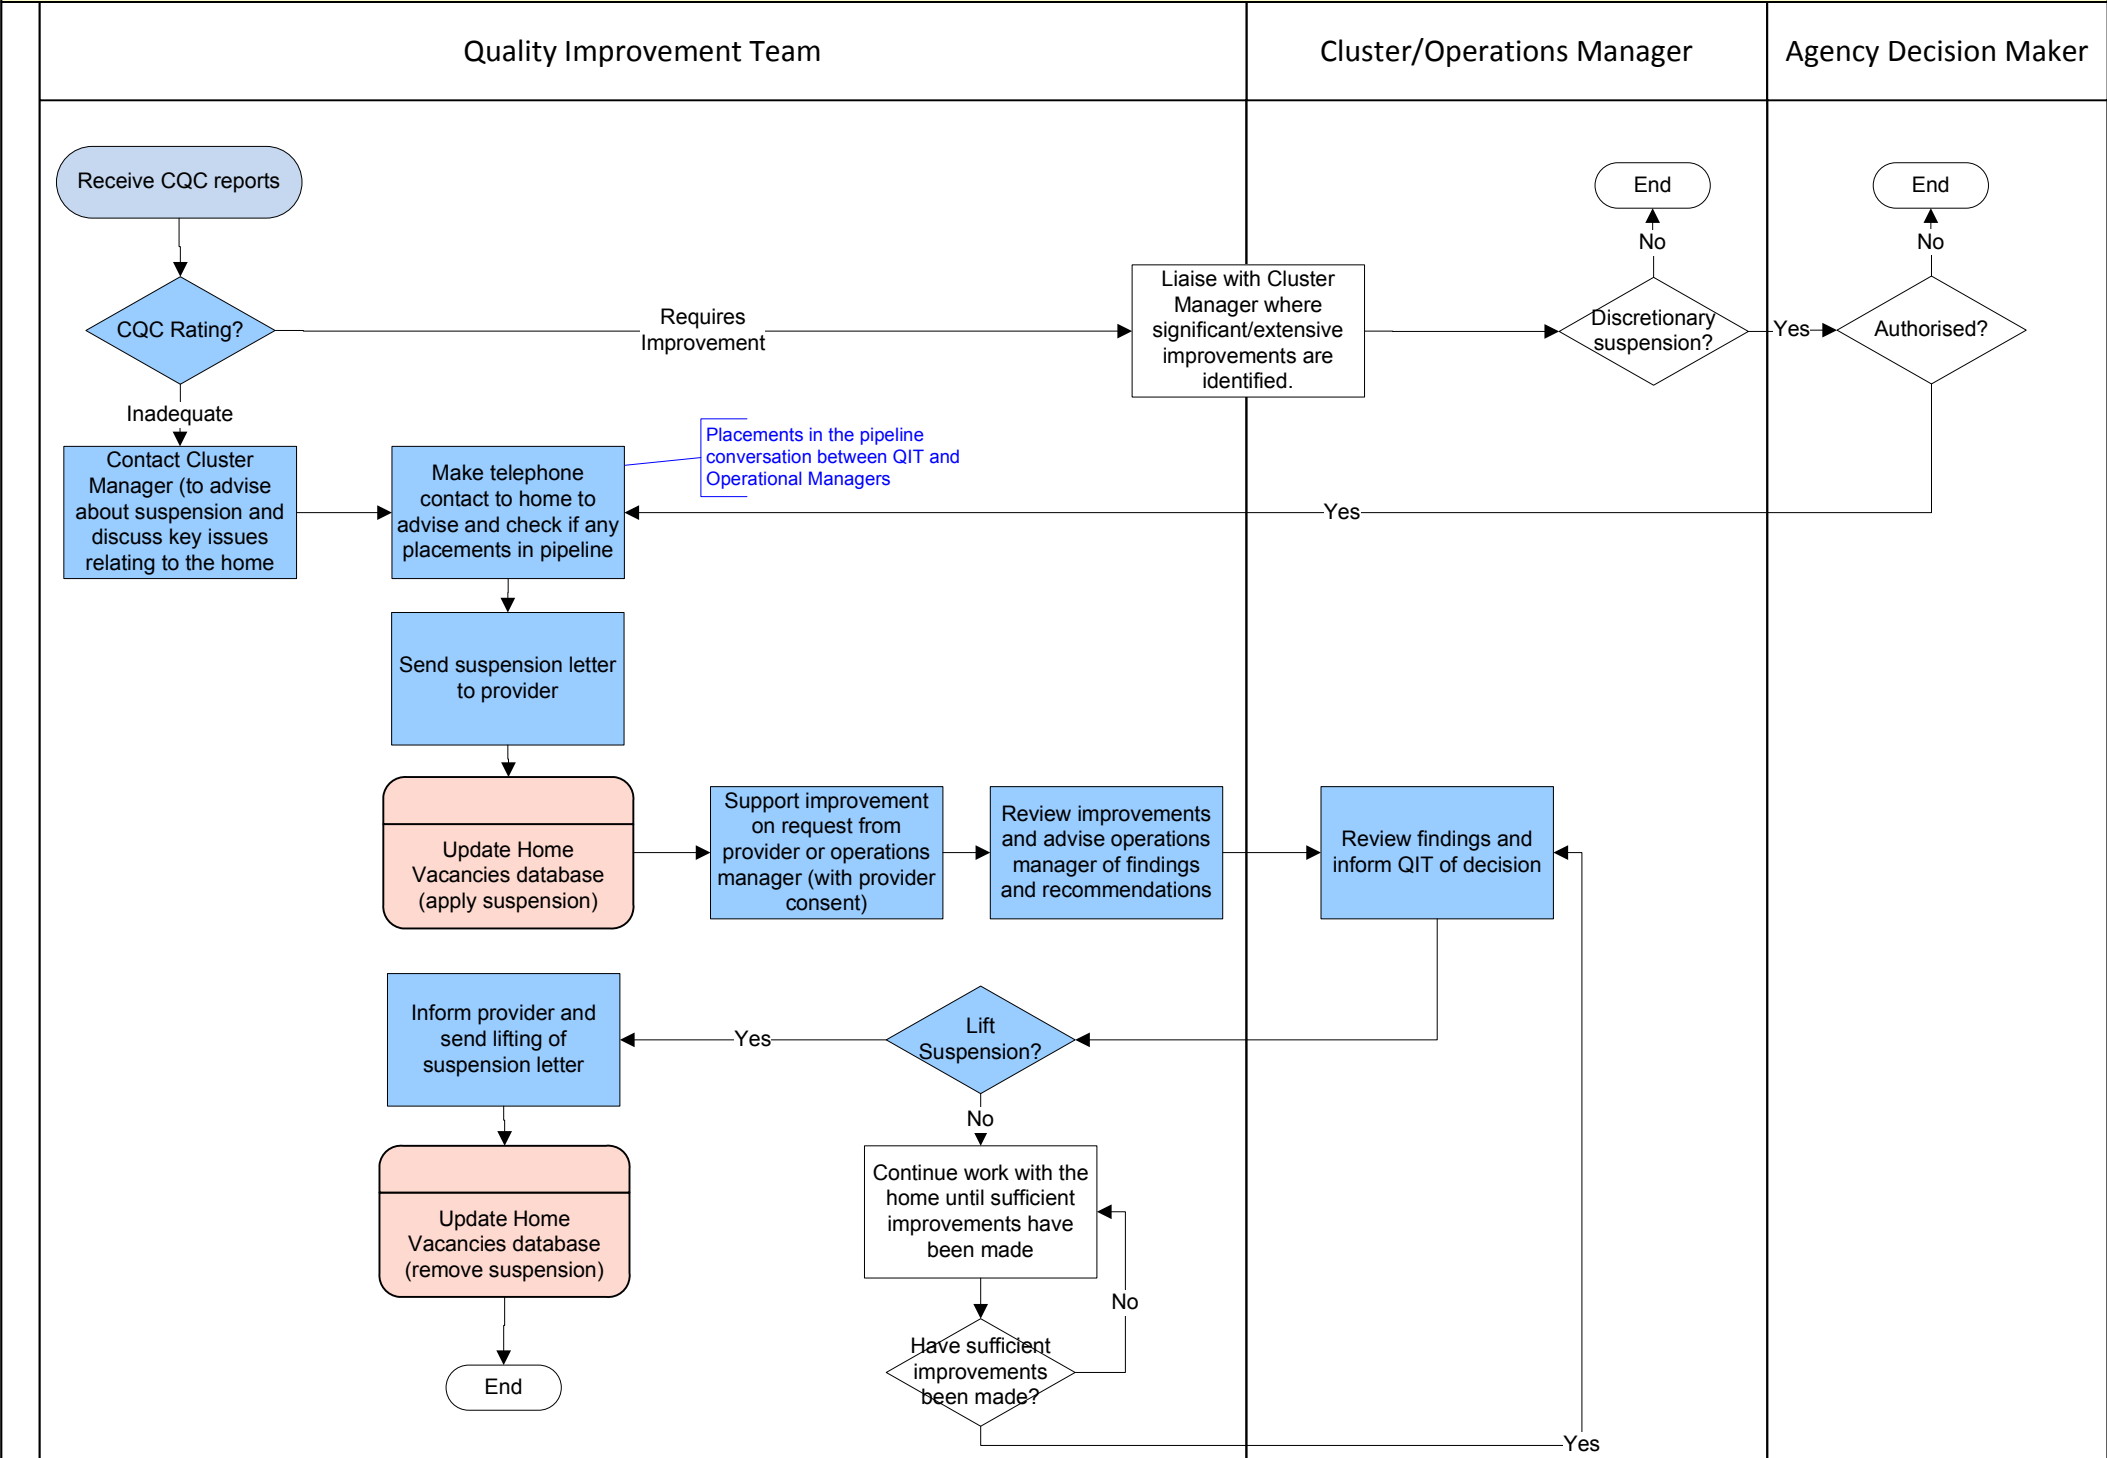 Quality Improvement Team
Cluster/Operations Manager
Agency Decision Maker
Receive CQC reports
End
End
No
No
CQC Rating?
Requires
Improvement
Liaise with Cluster
Manager where
significant/extensive
improvements are
identified.
Discretionary
suspension?
Yes
Authorised?
Inadequate
Contact Cluster
Manager (to advise
about suspension and
discuss key issues
relating to the home
Make telephone
contact to home to
advise and check if any
placements in pipeline
Placements in the pipeline
conversation between QIT and
Operational Managers
Yes
Send suspension letter
to provider
Update Home
Vacancies database
(apply suspension)
Support improvement
on request from
provider or operations
manager (with provider
consent)
Review improvements
and advise operations
manager of findings
and recommendations
Review findings and
inform QIT of decision
Inform provider and
send lifting of
suspension letter
Yes
Lift
Suspension?
No
Update Home
Vacancies database
(remove suspension)
Continue work with the
home until sufficient
improvements have
been made
No
Have sufficient
improvements
been made?
End
Yes